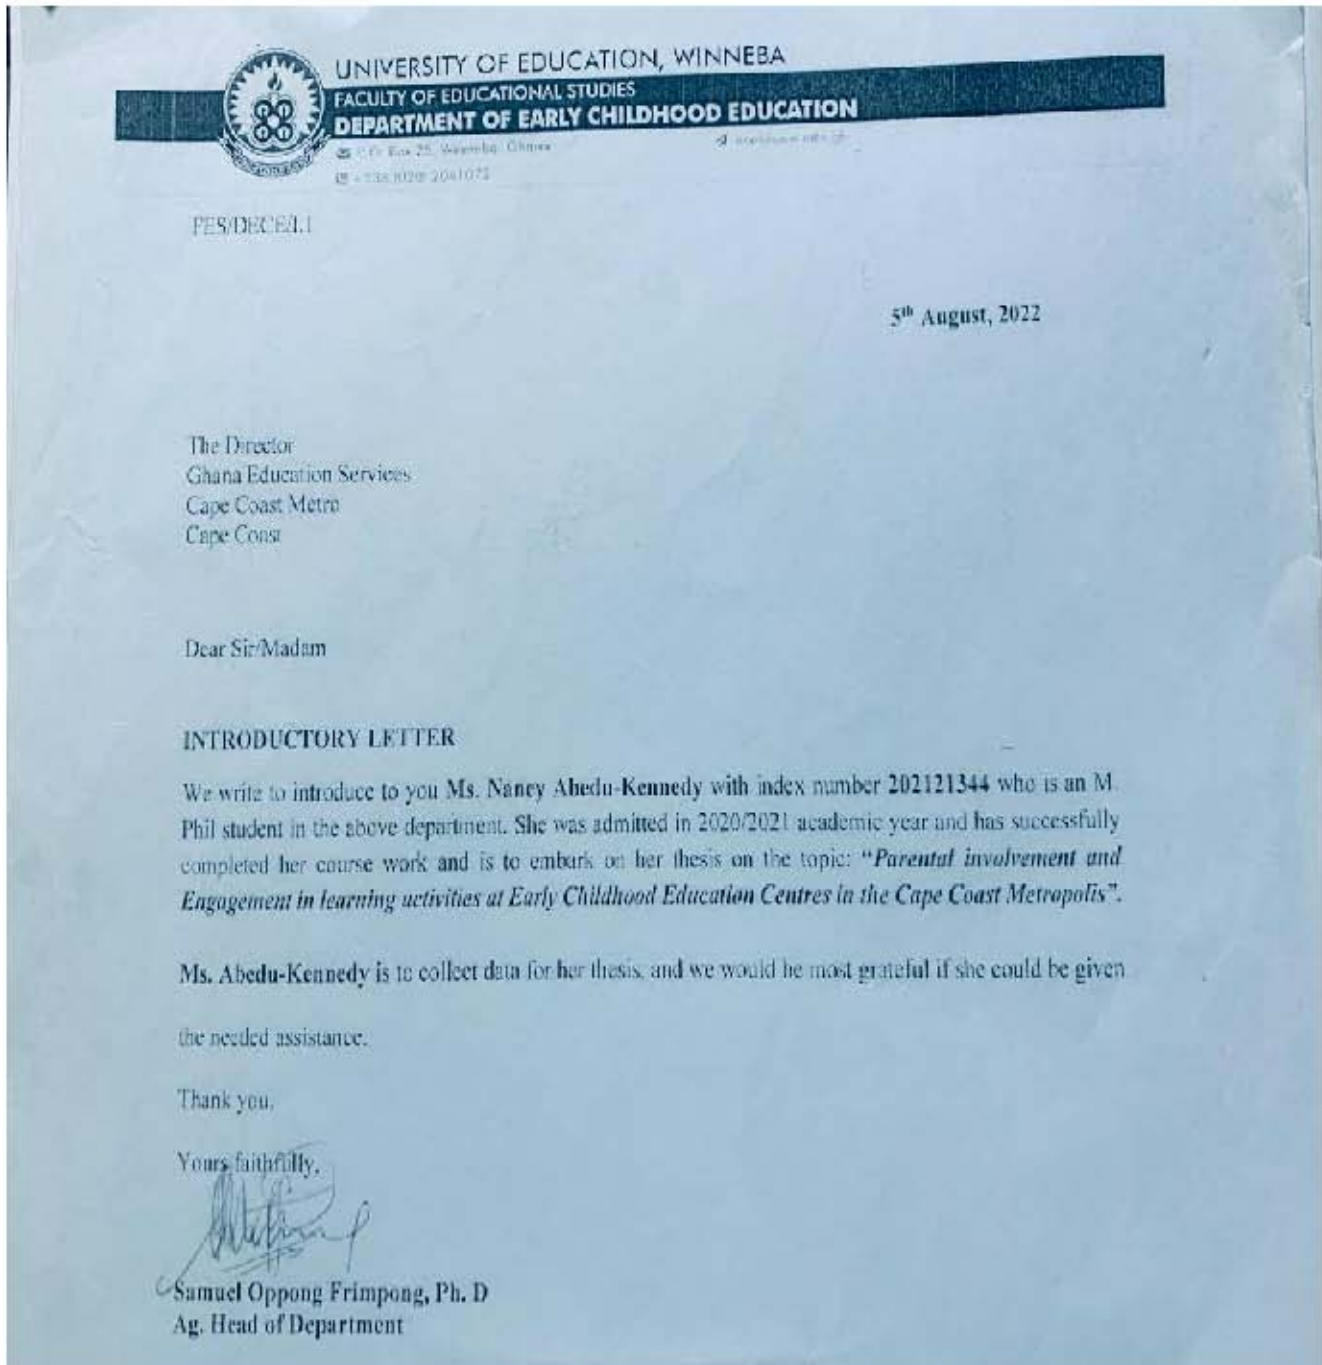 UNIVERSITY OF EDUCATION, WINNEBA
FACULTY OF EDUCATIONAL STUDIES
DEPARTMENT OF EARLY CHILDHOOD EDUCATION
P.O. Box 25, Winneba, Ghana
2041072
FES/DECE/I.1
5th August, 2022
The Director
Ghana Education Services
Cape Coast Metro
Cape Coast
Dear Sir/Madam
INTRODUCTORY LETTER
We write to introduce to you Ms. Nancy Abedu-Kennedy with index number 202121344 who is an M.
Phil student in the above department. She was admitted in 2020/2021 academic year and has successfully
completed her course work and is to embark on her thesis on the topic: “Parental involvement and
Engagement in learning activities at Early Childhood Education Centres in the Cape Coast Metropolis”.
Ms. Abedu-Kennedy is to collect data for her thesis, and we would be most grateful if she could be given
the needed assistance.
Thank you.
Yours faithfully,
Samuel Oppong Frimpong, Ph. D
Ag. Head of Department